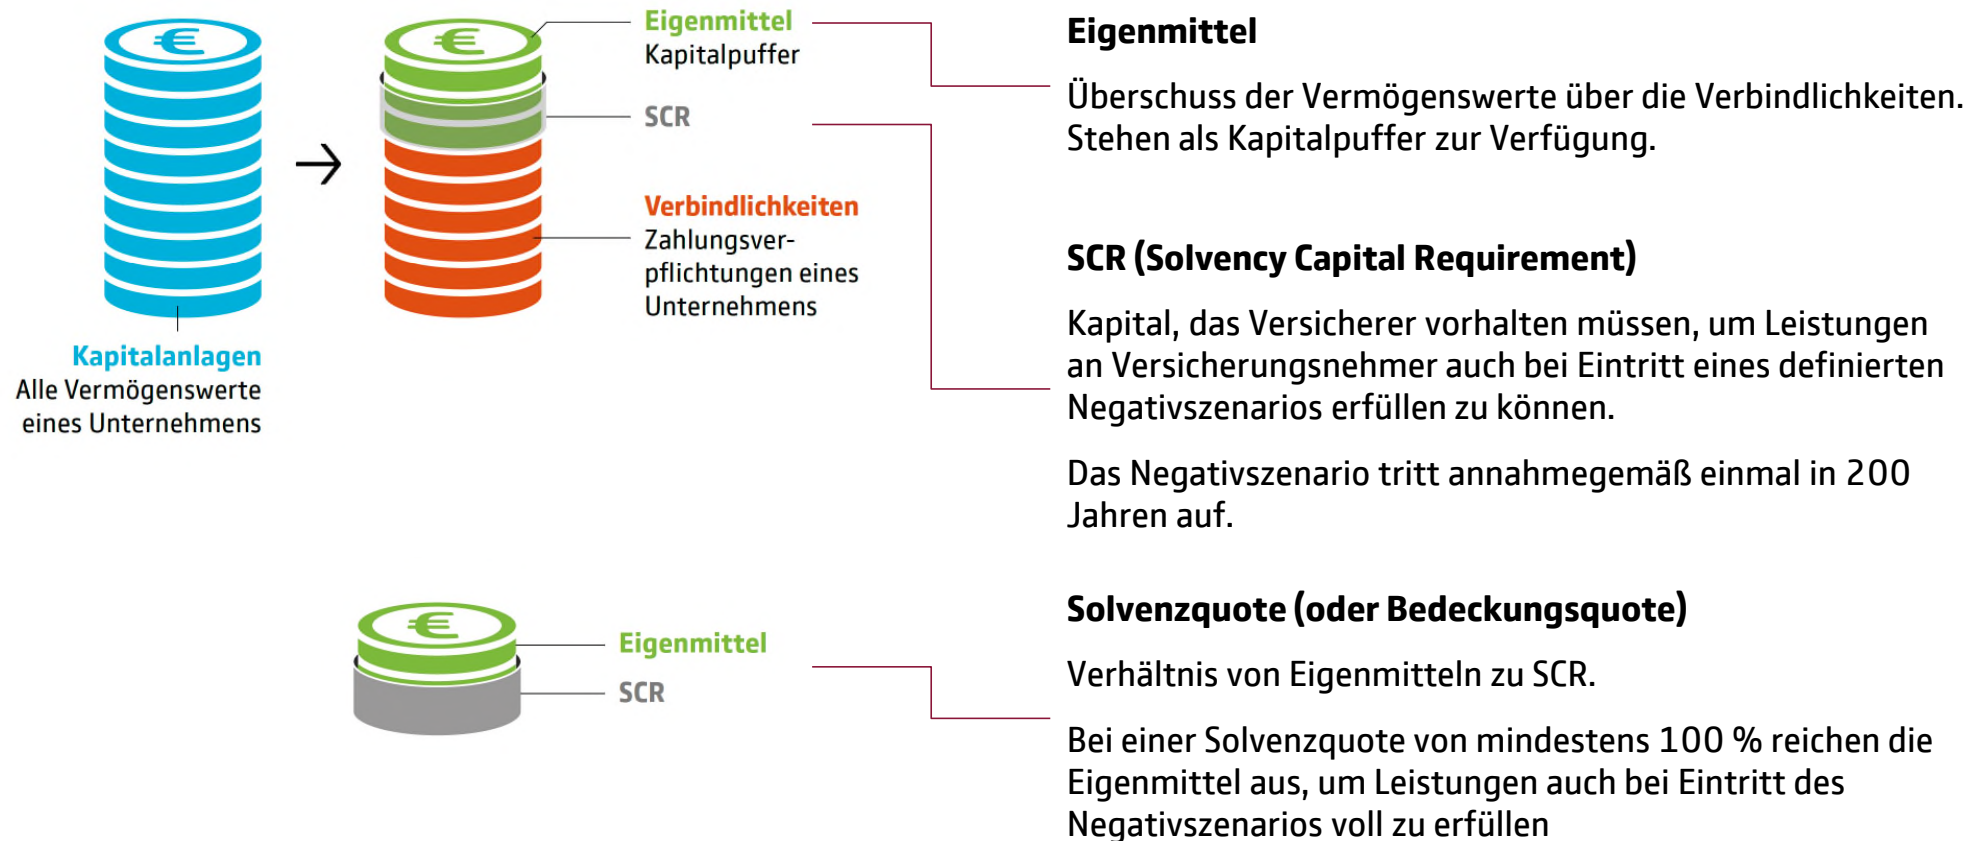 Eigenmittel
Kapitalpuffer
SCR
Verbindlichkeiten
Zahlungsver-
pflichtungen eines
Unternehmens
Kapitalanlagen
Alle Vermögenswerte
eines Unternehmens
Eigenmittel
Überschuss der Vermögenswerte über die Verbindlichkeiten.
Stehen als Kapitalpuffer zur Verfügung.
SCR (Solvency Capital Requirement)
Kapital, das Versicherer vorhalten müssen, um Leistungen
an Versicherungsnehmer auch bei Eintritt eines definierten
Negativszenarios erfüllen zu können.
Das Negativszenario tritt annahmegemäß einmal in 200
Jahren auf.
Eigenmittel
SCR
Solvenzquote (oder Bedeckungsquote)
Verhältnis von Eigenmitteln zu SCR.
Bei einer Solvenzquote von mindestens 100 % reichen die
Eigenmittel aus, um Leistungen auch bei Eintritt des
Negativszenarios voll zu erfüllen